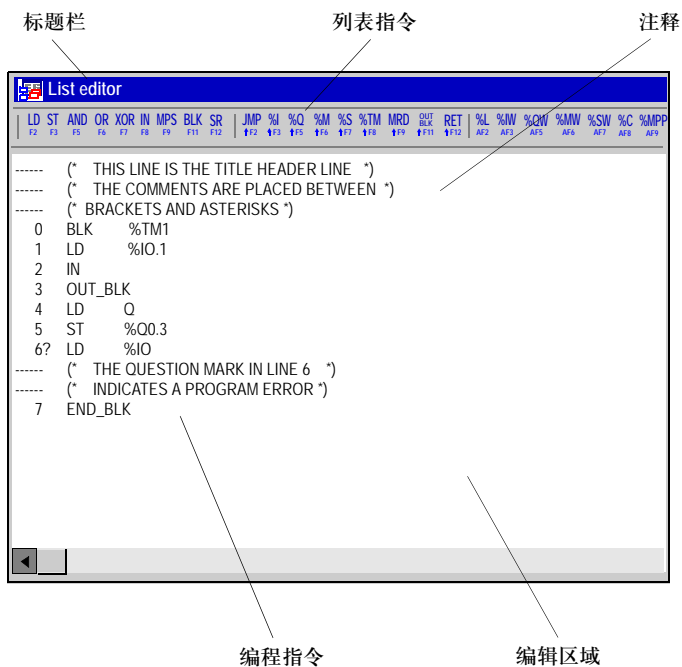 标题栏 列表指令 注释
List editor
LD ST AND OR XOR IN MPS BLK SR JMP %I %Q %M %S %TM MRD OUT BLK RET %L %IW %QW %MW %SW %C %MPP
F2 F3 F5 F6 F7 F8 F9 F11 F12 F2 F3 F5 F6 F7 F8 F9 F11 F12 AF2 AF3 AF5 AF6 AF7 AF8 AF9
------ (* THIS LINE IS THE TITLE HEADER LINE *)
------ (* THE COMMENTS ARE PLACED BETWEEN *)
------ (* BRACKETS AND ASTERISKS *)
0 BLK %TM1
1 LD %IO.1
2 IN
3 OUT_BLK
4 LD Q
5 ST %Q0.3
6? LD %IO
------ (* THE QUESTION MARK IN LINE 6 *)
------ (* INDICATES A PROGRAM ERROR *)
7 END_BLK
编程指令 编辑区域